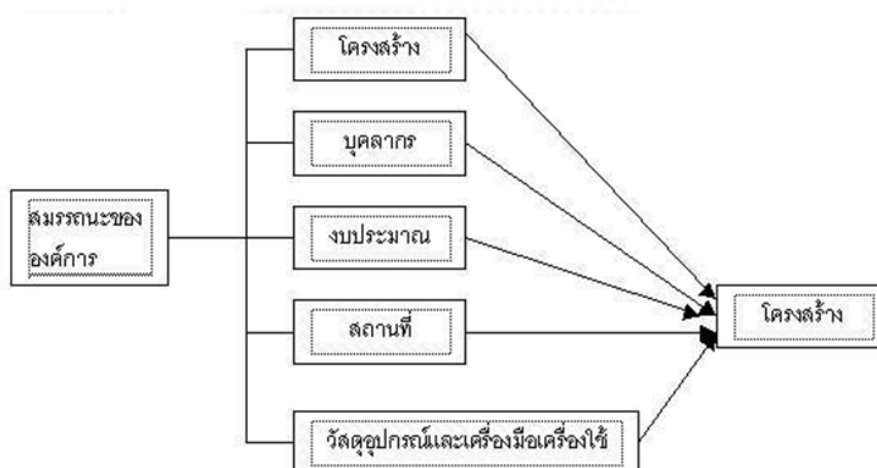 โครงสร้าง
บุคลากร
สมรรถนะของ
องค์การ
งบประมาณ
สถานที่
โครงสร้าง
วัสดุอุปกรณ์และเครื่องมือเครื่องใช้